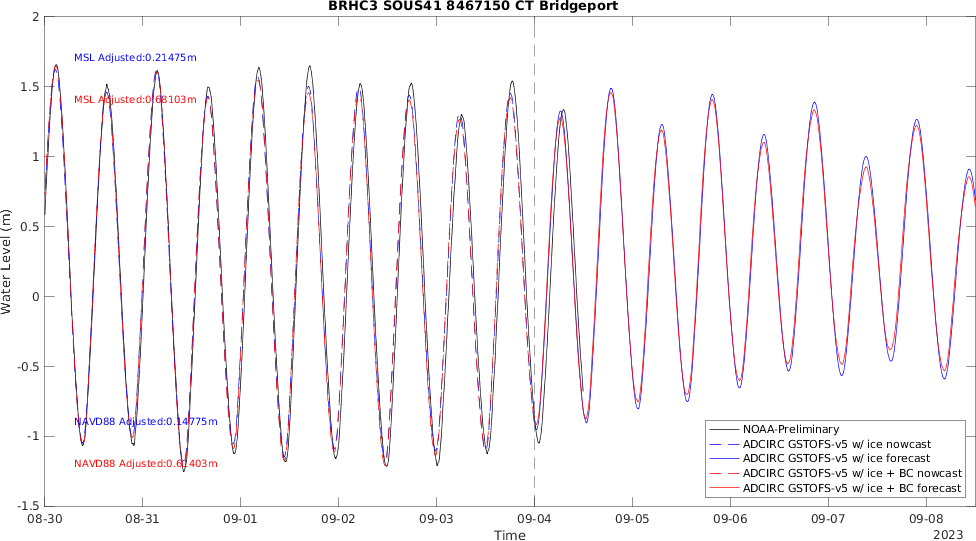 BRHC3 SOUS41 8467150 CT Bridgeport
2
1.5
1
0.5
0
-0.5
-1
-1.5
Water Level (m)
MSL Adjusted:0.21475m
MSL Adjusted:0.68103m
NAVD88 Adjusted:0.14775m
NAVD88 Adjusted:0.61403m
NOAA-Preliminary
ADCIRC GSTOFS-v5 w/ ice nowcast
ADCIRC GSTOFS-v5 w/ ice forecast
ADCIRC GSTOFS-v5 w/ ice + BC nowcast
ADCIRC GSTOFS-v5 w/ ice + BC forecast
08-30 08-31 09-01 09-02 09-03 09-04 09-05 09-06 09-07 09-08
Time
2023